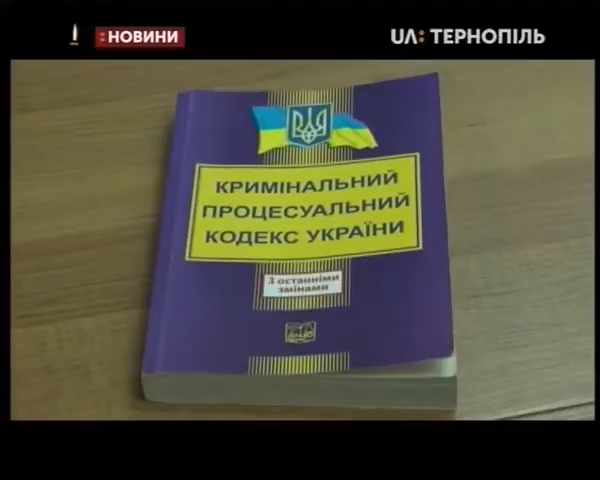 :НОВИНИ
UA: ТЕРНОПІЛЬ
КРИМІНАЛЬНИЙ
ПРОЦЕСУАЛЬНИЙ
КОДЕКС УКРАЇНИ
З останніми
змінами